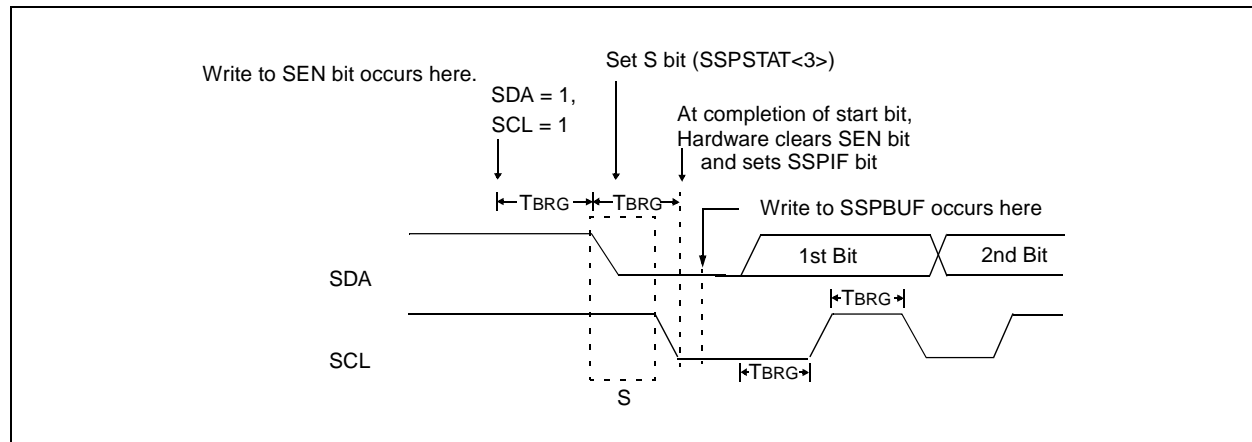 Write to SEN bit occurs here.
Set S bit (SSPSTAT<3>)
SDA = 1,
SCL = 1
At completion of start bit,
Hardware clears SEN bit
and sets SSPIF bit
TBRG
TBRG
Write to SSPBUF occurs here
SDA
1st Bit
2nd Bit
TBRG
SCL
TBRG
S